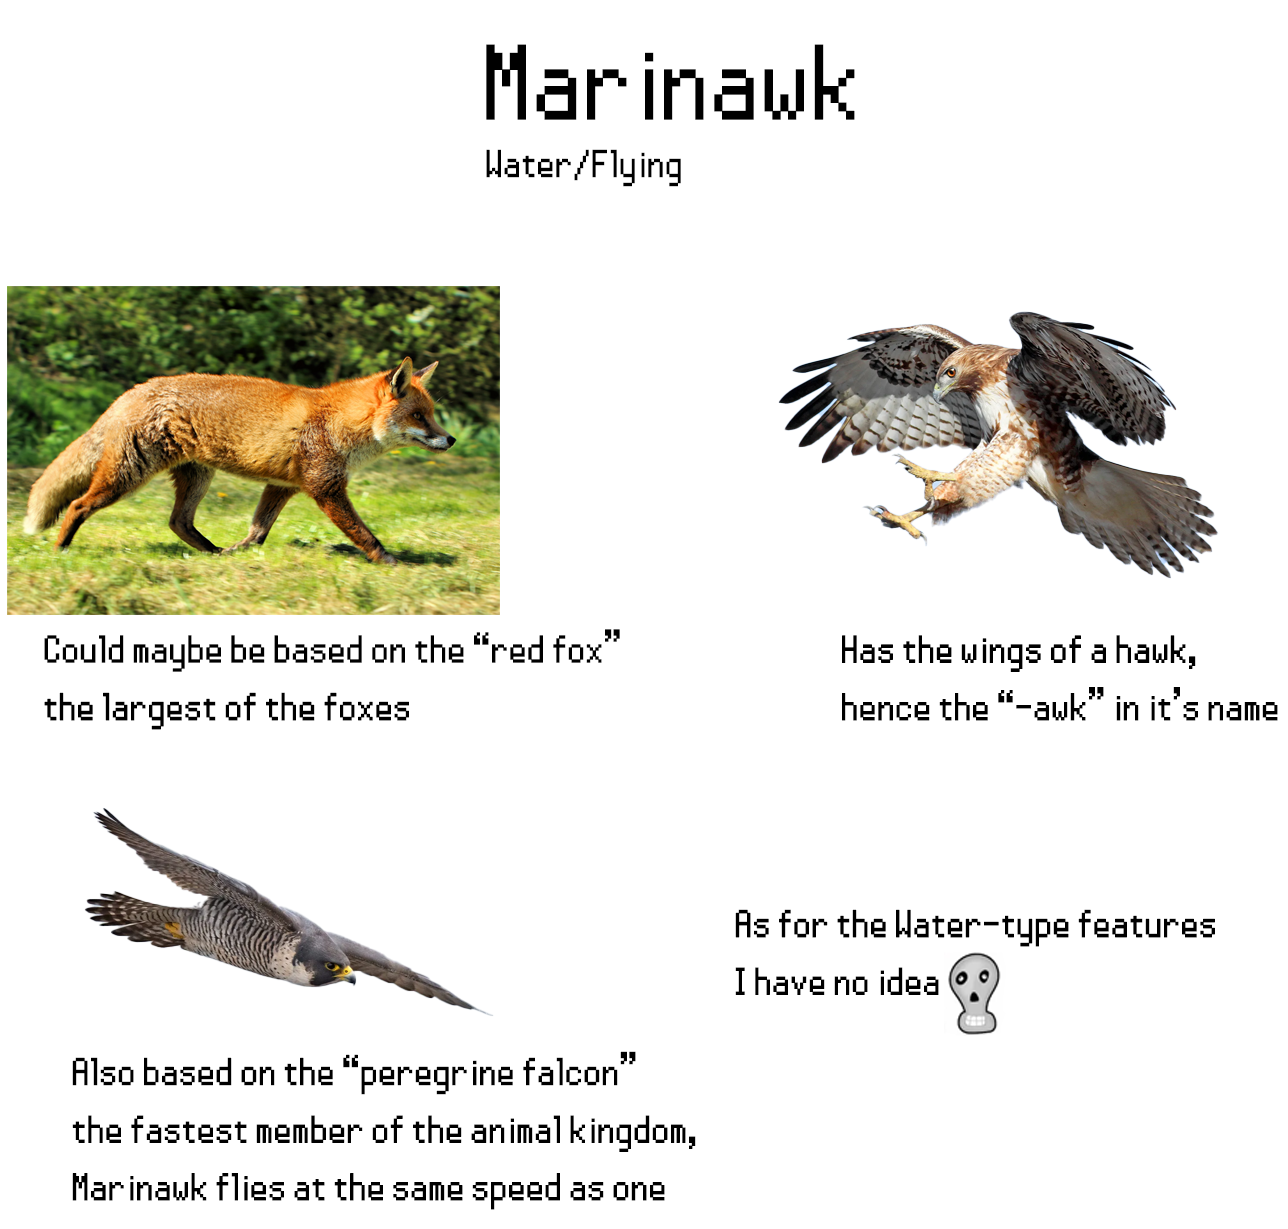 Marinawk
Water/Flying
Could maybe be based on the “red fox”
the largest of the foxes
Has the wings of a hawk,
hence the “-awk” in it’s name
Also based on the “peregrine falcon”
the fastest member of the animal kingdom,
Marinawk flies at the same speed as one
As for the Water-type features
I have no idea